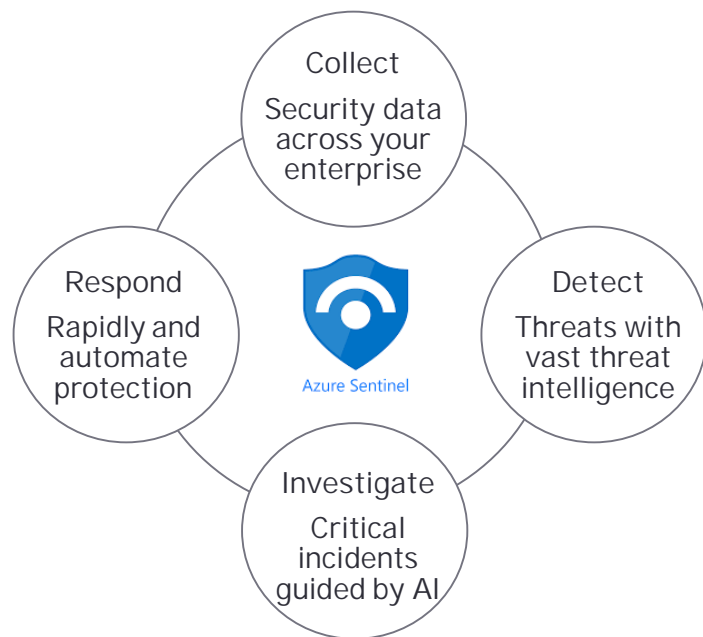 Collect
Security data
across your
enterprise
Respond
Rapidly and
automate
protection
Azure Sentinel
Detect
Threats with
vast threat
intelligence
Investigate
Critical
incidents
guided by AI